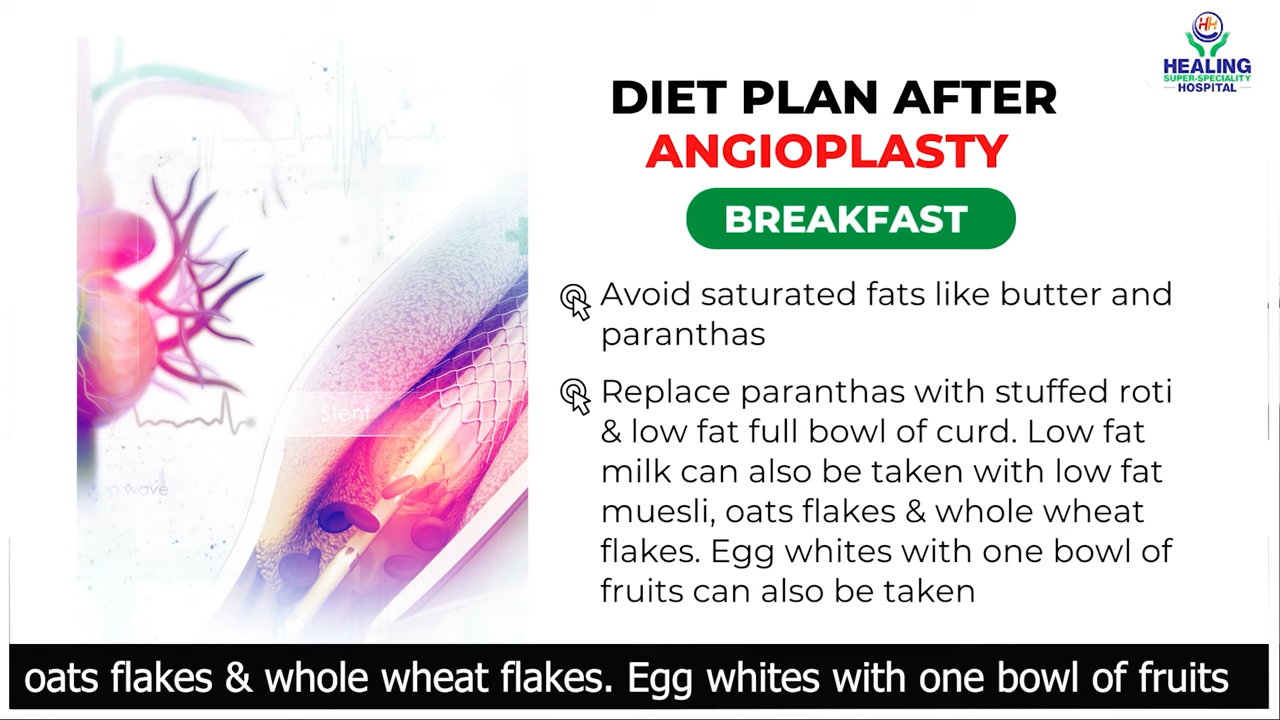 HEALING
SUPER-SPECIALITY
HOSPITAL
DIET PLAN AFTER
ANGIOPLASTY
BREAKFAST
Avoid saturated fats like butter and
paranthas
Replace paranthas with stuffed roti
& low fat full bowl of curd. Low fat
milk can also be taken with low fat
muesli, oats flakes & whole wheat
flakes. Egg whites with one bowl of
fruits can also be taken
Stent
wave
oats flakes & whole wheat flakes. Egg whites with one bowl of fruits